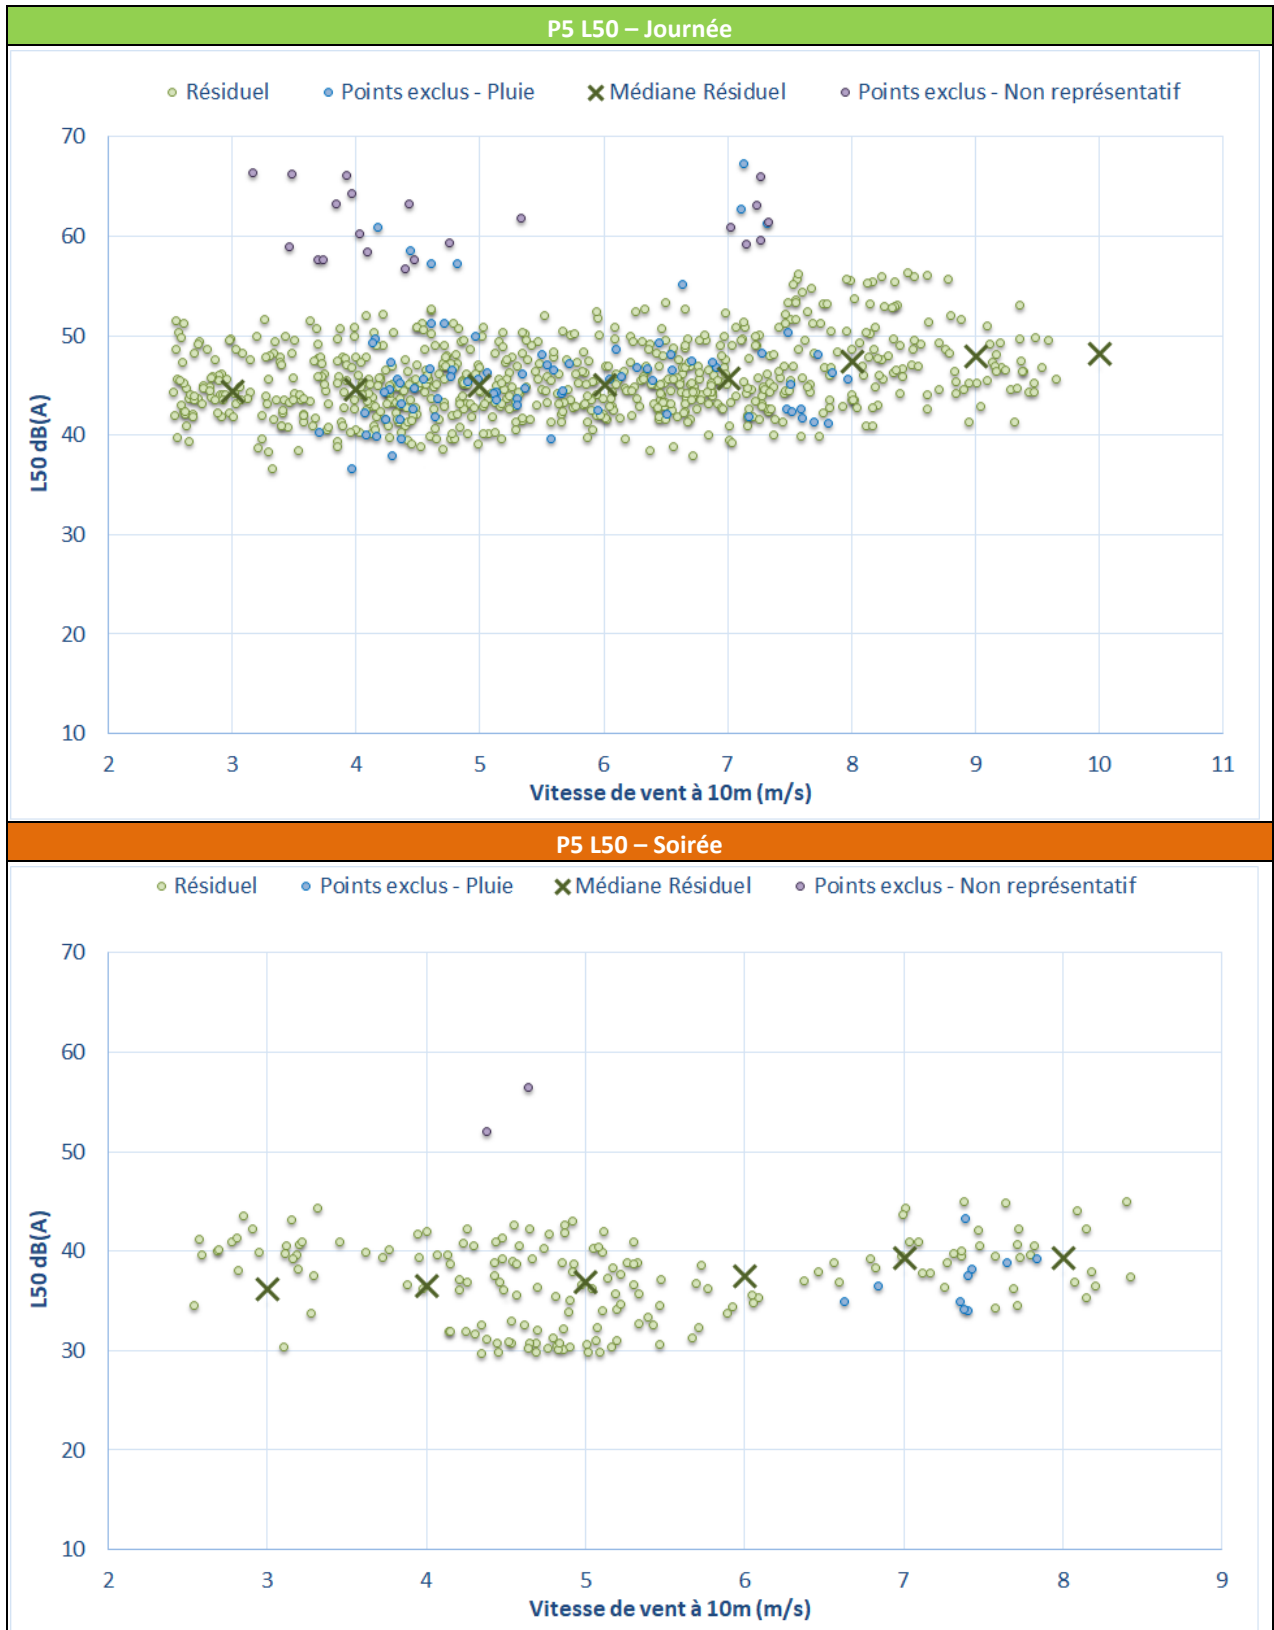 P5 L50 – Journée
Résiduel Points exclus - Pluie Médiane Résiduel Points exclus - Non représentatif
70
60
50
40
30
20
10
L50 dB(A)
2 3 4 5 6 7 8 9 10 11
Vitesse de vent à 10m (m/s)
P5 L50 – Soirée
Résiduel Points exclus - Pluie Médiane Résiduel Points exclus - Non représentatif
70
60
50
40
30
20
10
L50 dB(A)
2 3 4 5 6 7 8 9
Vitesse de vent à 10m (m/s)